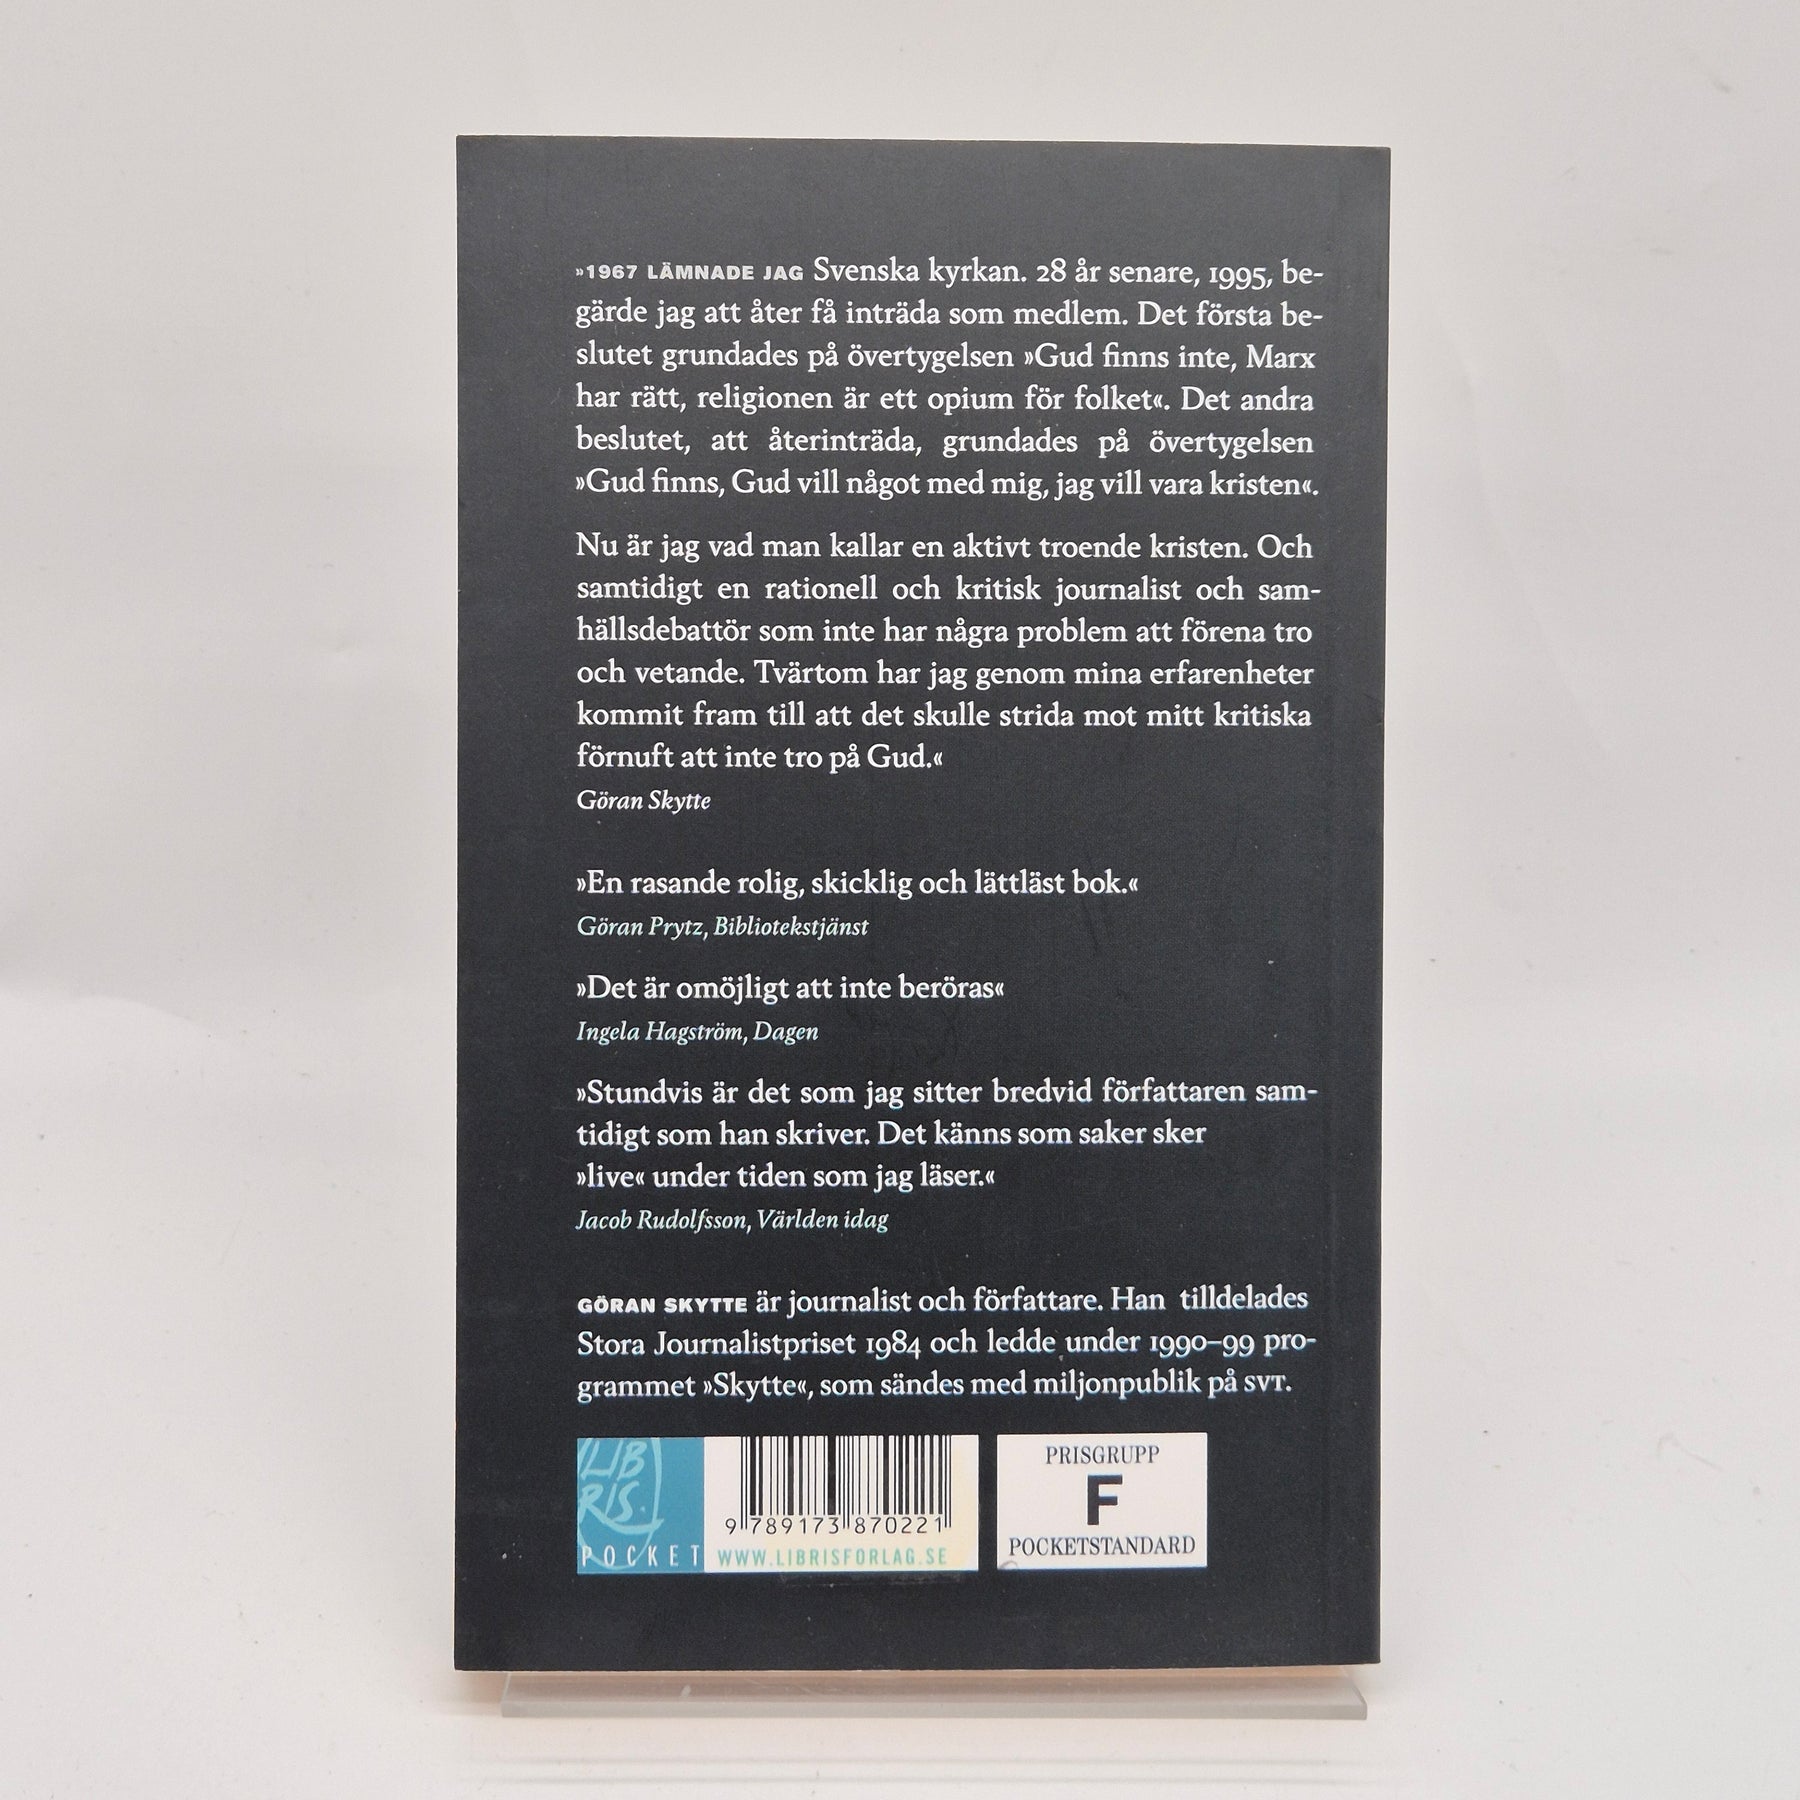 »1967 LÄMNADE JAG Svenska kyrkan. 28 år senare, 1995, be-
gärde jag att åter få inträda som medlem. Det första be-
slutet grundades på övertygelsen »Gud finns inte, Marx
har rätt, religionen är ett opium för folket«. Det andra
beslutet, att återinträda, grundades på övertygelsen
»Gud finns, Gud vill något med mig, jag vill vara kristen«.
Nu är jag vad man kallar en aktivt troende kristen. Och
samtidigt en rationell och kritisk journalist och sam-
hällsdebattör som inte har några problem att förena tro
och vetande. Tvärtom har jag genom mina erfarenheter
kommit fram till att det skulle strida mot mitt kritiska
förnuft att inte tro på Gud.«
Göran Skytte
»En rasande rolig, skicklig och lättläst bok.«
Göran Prytz, Bibliotekstjänst
»Det är omöjligt att inte beröras«
Ingela Hagström, Dagen
»Stundvis är det som jag sitter bredvid författaren sam-
tidigt som han skriver. Det känns som saker sker
»live« under tiden som jag läser.«
Jacob Rudolfsson, Världen idag
GÖRAN SKYTTE är journalist och författare. Han tilldelades
Stora Journalistpriset 1984 och ledde under 1990–99 pro-
grammet »Skytte«, som sändes med miljonpublik på SVT.
LIB
RIS.
POCKET
9 789173 870221
WWW.LIBRISFORLAG.SE
PRISGRUPP
F
POCKETSTANDARD